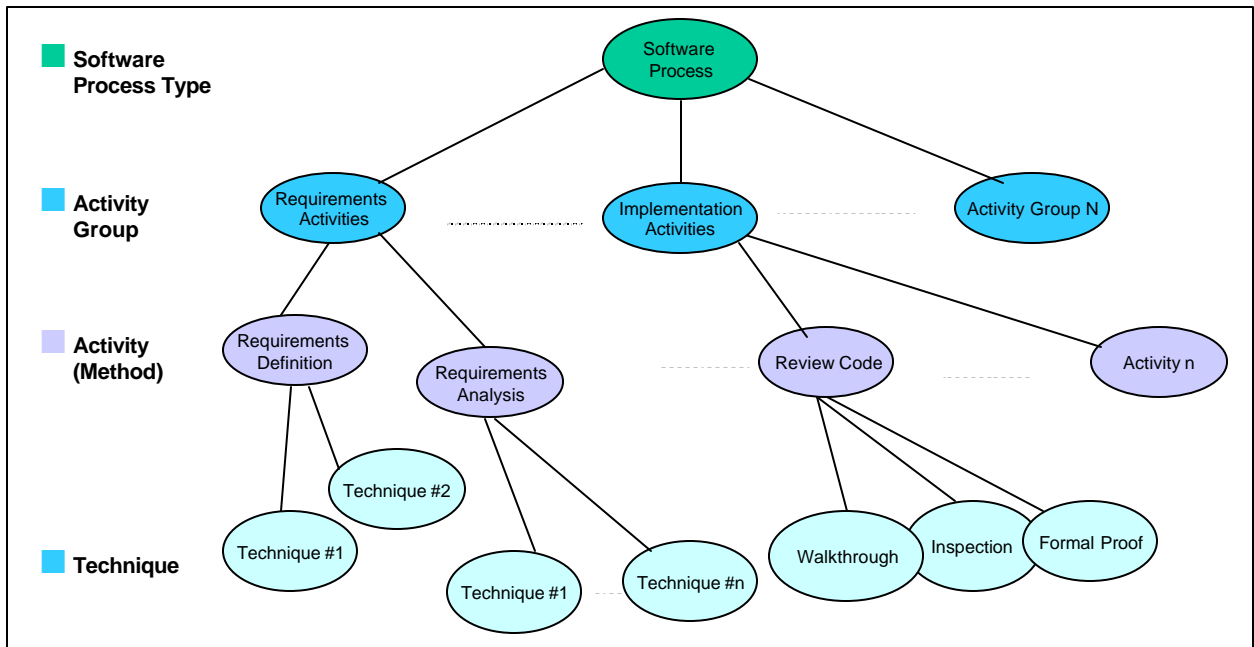 Software
Process Type
Software
Process
Activity
Group
Requirements
Activities
Implementation
Activities
Activity Group N
Activity
(Method)
Requirements
Definition
Requirements
Analysis
Review Code
Activity n
Technique
Technique #1
Technique #2
Technique #1
Technique #n
Walkthrough
Inspection
Formal Proof